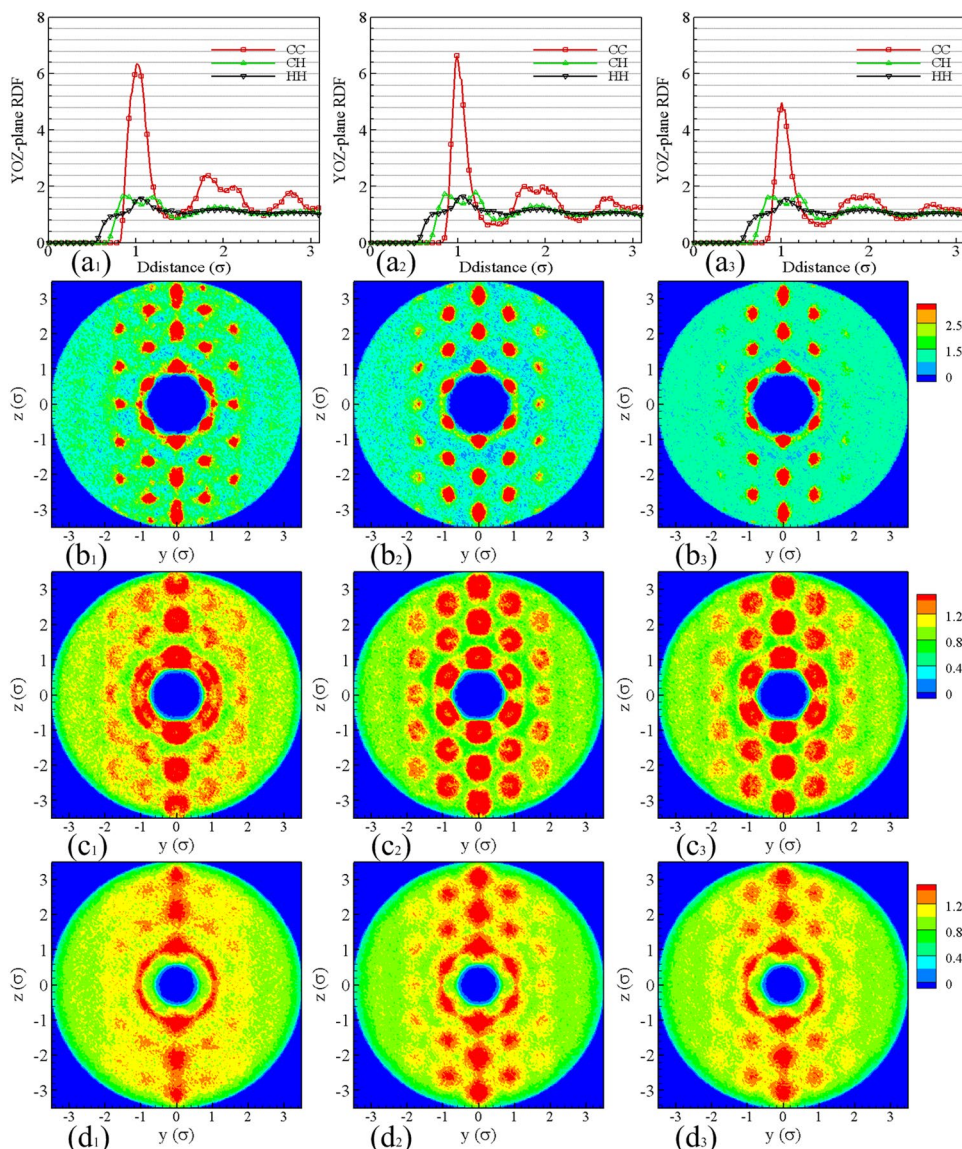 8
6
4
2
0
YOZ-plane RDF
CC
CH
HH
1 2 3
(a1) Ddistance (σ)
8
6
4
2
0
YOZ-plane RDF
CC
CH
HH
0 1 2 3
(a2) Ddistance (σ)
8
6
4
2
0
YOZ-plane RDF
CC
CH
HH
0 1 2 3
(a3) Ddistance (σ)
3
2
1
0
-1
-2
-3
z (σ)
-3 -2 -1 0 1 2 3
(b1) y (σ)
3
2
1
0
-1
-2
-3
z (σ)
-3 -2 -1 0 1 2 3
(b2) y (σ)
3
2
1
0
-1
-2
-3
z (σ)
-3 -2 -1 0 1 2 3
(b3) y (σ)
2.5
1.5
0
3
2
1
0
-1
-2
-3
z (σ)
-3 -2 -1 0 1 2 3
(c1) y (σ)
3
2
1
0
-1
-2
-3
z (σ)
-3 -2 -1 0 1 2 3
(c2) y (σ)
3
2
1
0
-1
-2
-3
z (σ)
-3 -2 -1 0 1 2 3
(c3) y (σ)
1.2
0.8
0.4
0
3
2
1
0
-1
-2
-3
z (σ)
-3 -2 -1 0 1 2 3
(d1) y (σ)
3
2
1
0
-1
-2
-3
z (σ)
-3 -2 -1 0 1 2 3
(d2) y (σ)
3
2
1
0
-1
-2
-3
z (σ)
-3 -2 -1 0 1 2 3
(d3) y (σ)
1.2
0.8
0.4
0